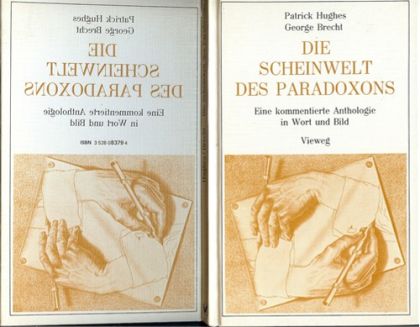 Patrick Hughes
George Brecht
DIE
SCHEINWELT
DES PARADOXONS
Eine kommentierte Anthologie
in Wort und Bild
ISBN 3 528 08379 4
Patrick Hughes
George Brecht
DIE
SCHEINWELT
DES PARADOXONS
Eine kommentierte Anthologie
in Wort und Bild
Vieweg